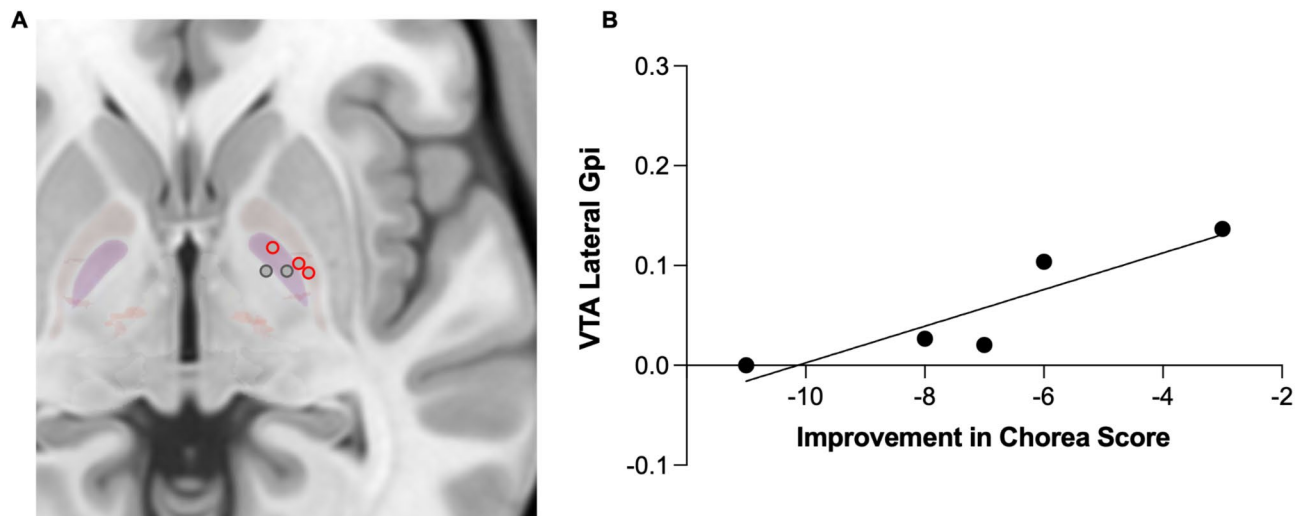 A
B
0.3
0.2
0.1
0.0
-0.1
VTA Lateral Gpi
-10
-8
-6
-4
-2
Improvement in Chorea Score